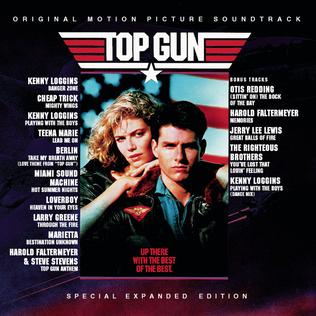 ORIGINAL MOTION PICTURE SOUNDTRACK
TOP GUN
KENNY LOGGINS
DANGER ZONE
CHEAP TRICK
MIGHTY WINGS
KENNY LOGGINS
PLAYING WITH THE BOYS
TEENA MARIE
LEAD ME ON
BERLIN
TAKE MY BREATH AWAY
(LOVE THEME FROM "TOP GUN")
MIAMI SOUND
MACHINE
HOT SUMMER NIGHTS
LOVERBOY
HEAVEN IN YOUR EYES
LARRY GREENE
THROUGH THE FIRE
MARIETTA
DESTINATION UNKNOWN
HAROLD FALTERMEYER
& STEVE STEVENS
TOP GUN ANTHEM
BONUS TRACKS
OTIS REDDING
(SITTIN' ON) THE DOCK
OF THE BAY
HAROLD FALTERMEYER
MEMORIES
JERRY LEE LEWIS
GREAT BALLS OF FIRE
THE RIGHTEOUS
BROTHERS
YOU'VE LOST THAT
LOVIN' FEELING
KENNY LOGGINS
PLAYING WITH THE BOYS
(DANCE MIX)
UP THERE
WITH THE BEST
OF THE BEST.
SPECIAL EXPANDED EDITION